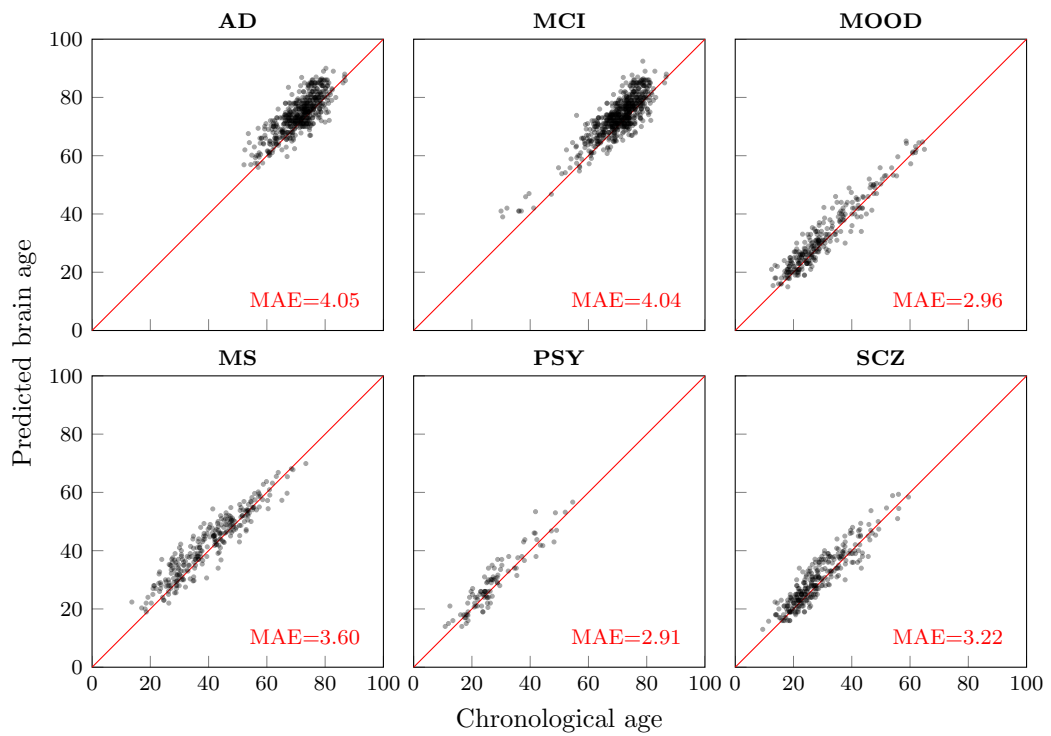 AD
MCI
MOOD
100
80
60
40
20
0
MAE=4.05
MAE=4.04
MAE=2.96
Predicted brain age
MS
PSY
SCZ
100
80
60
40
20
0
MAE=3.60
MAE=2.91
MAE=3.22
0 20 40 60 80 100
0 20 40 60 80 100
0 20 40 60 80 100
Chronological age